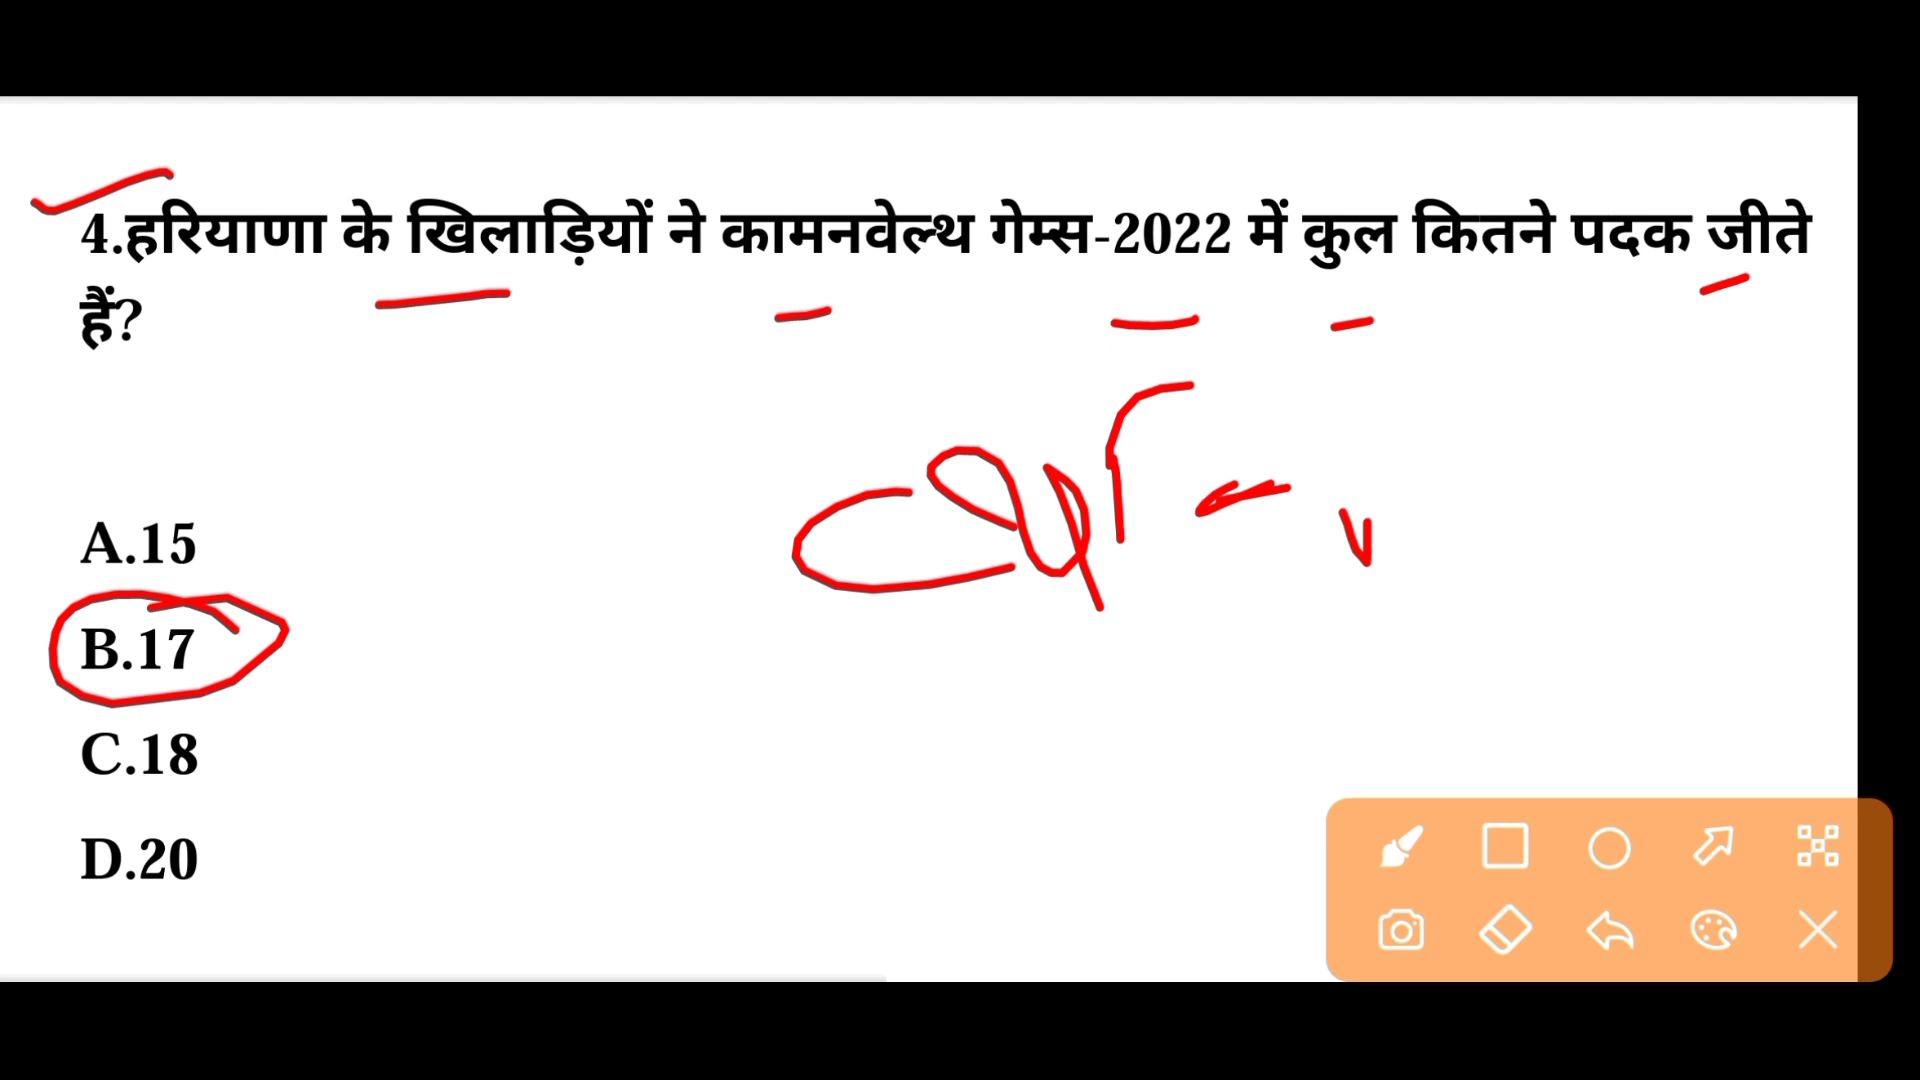 4.हरियाणा के खिलाड़ियों ने कामनवेल्थ गेम्स-2022 में कुल कितने पदक जीते
हैं?
A.15
B.17
C.18
D.20